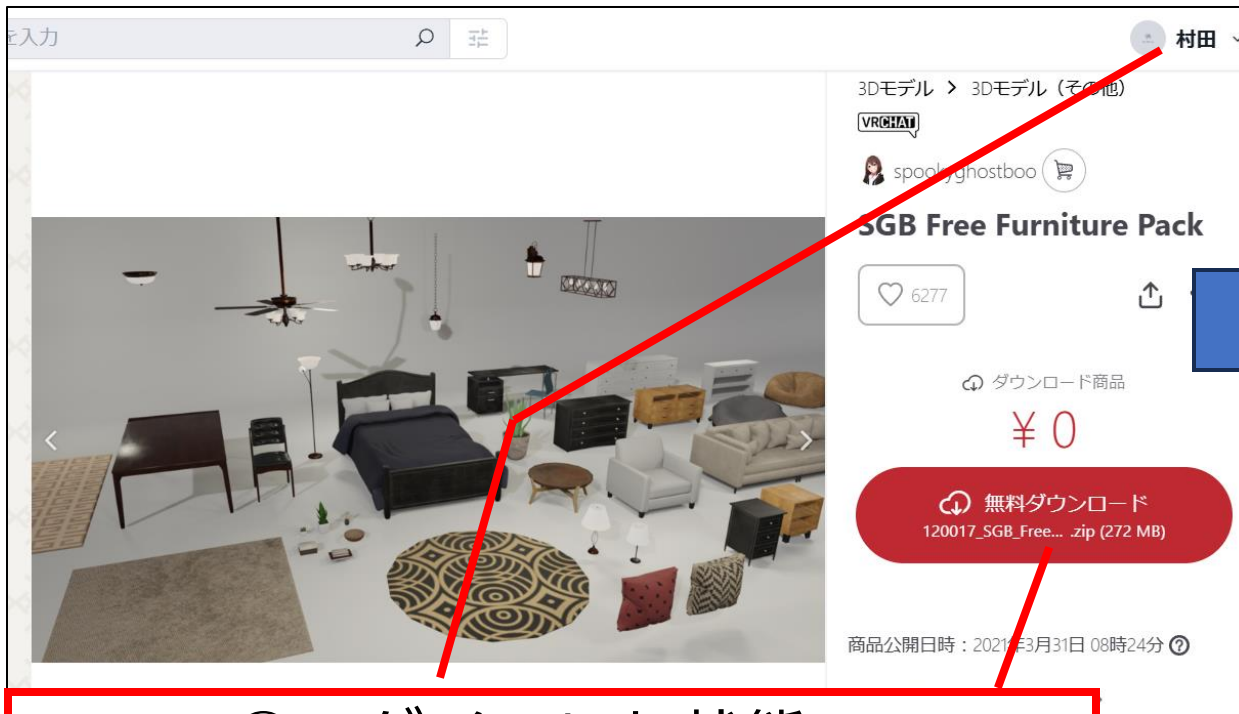 を入力
村田
3Dモデル > 3Dモデル（その他）
VRCHAT
spookyghostboo
SGB Free Furniture Pack
6277
ダウンロード商品
¥ 0
無料ダウンロード
120017_SGB_Free... .zip (272 MB)
商品公開日時：2021年3月31日 08時24分